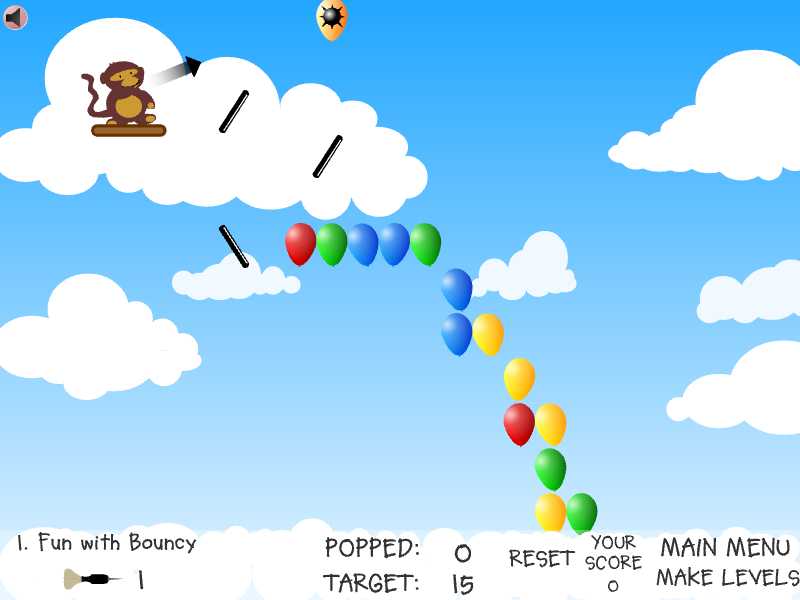 1. Fun with Bouncy
1
POPPED: 0
TARGET: 15
RESET
YOUR
SCORE
0
MAIN MENU
MAKE LEVELS